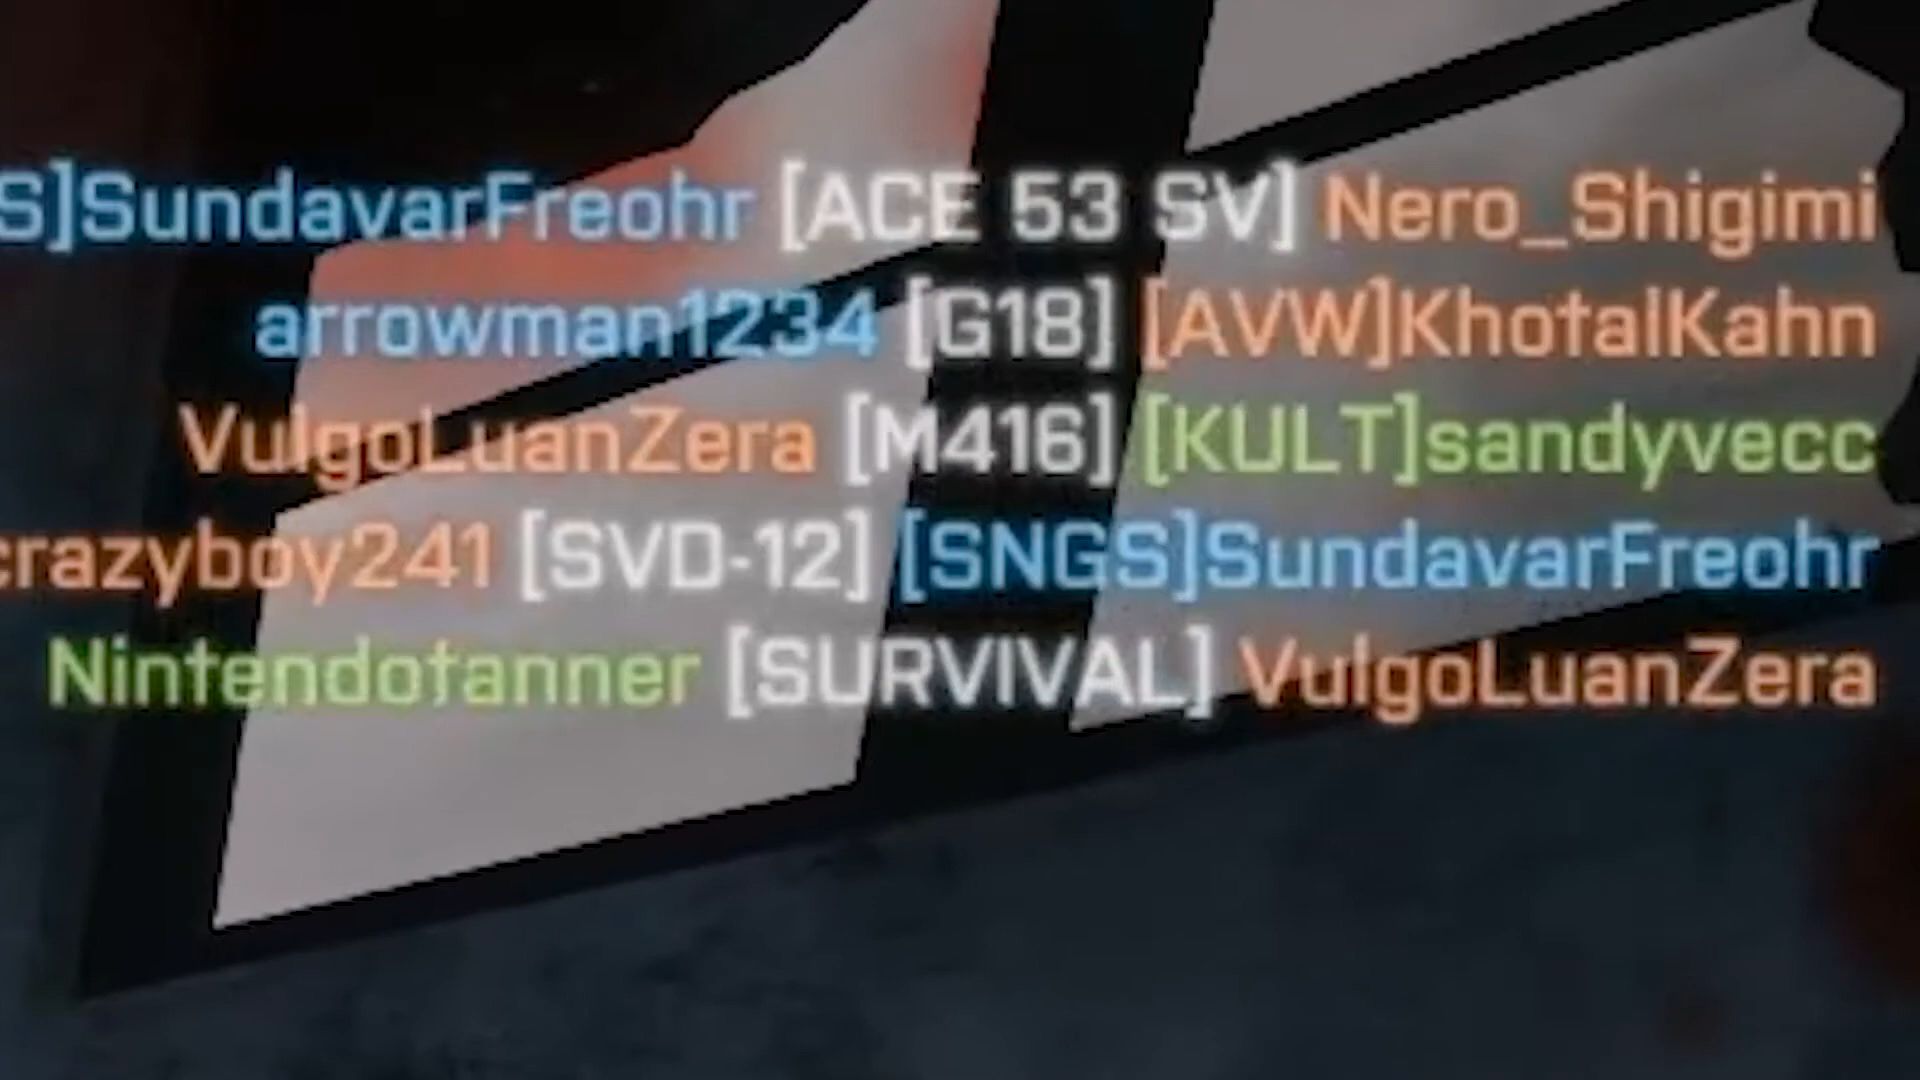 S]SundavarFreohr [ACE 53 SV] Nero_Shigimi
arrowman1234 [G18] [AVW]KhotalKahn
VulgoLuanZera [M416] [KULT]sandyvecc
crazyboy241 [SVD-12] [SNGS]SundavarFreohr
Nintendotanner [SURVIVAL] VulgoLuanZera